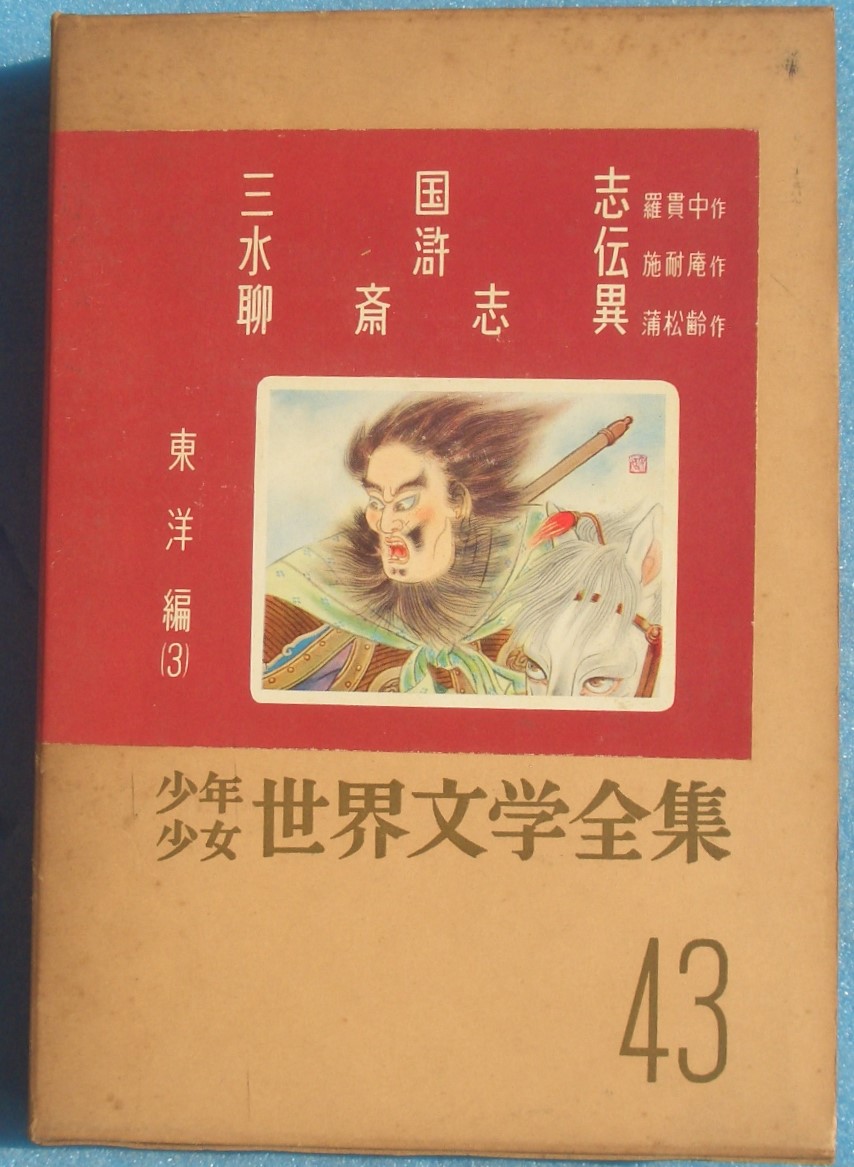 三国志 羅貫中作
水滸伝 施耐庵作
聊斎志異 蒲松齢作
東洋編(3)
少年少女 世界文学全集
43